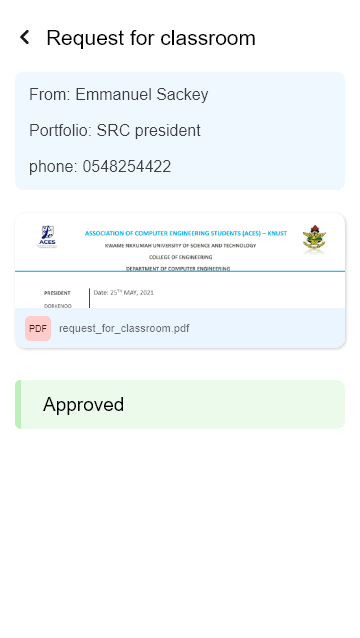 Request for classroom
From: Emmanuel Sackey
Portfolio: SRC president
phone: 0548254422
ACES
ASSOCIATION OF COMPUTER ENGINEERING STUDENTS (ACES) – KNUST
KWAME NKRUMAH UNIVERSITY OF SCIENCE AND TECHNOLOGY
COLLEGE OF ENGINEERING
DEPARTMENT OF COMPUTER ENGINEERING
PRESIDENT
Date: 25TH MAY, 2021
DORKENOO
PDF request_for_classroom.pdf
Approved